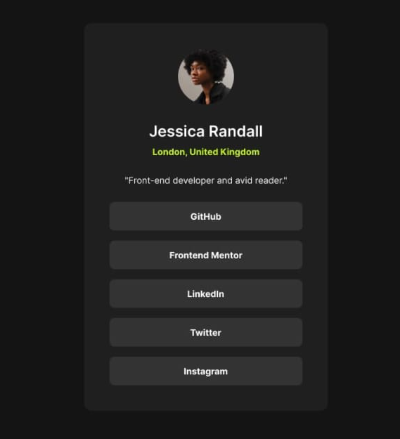 Jessica Randall
London, United Kingdom
"Front-end developer and avid reader."
GitHub
Frontend Mentor
LinkedIn
Twitter
Instagram